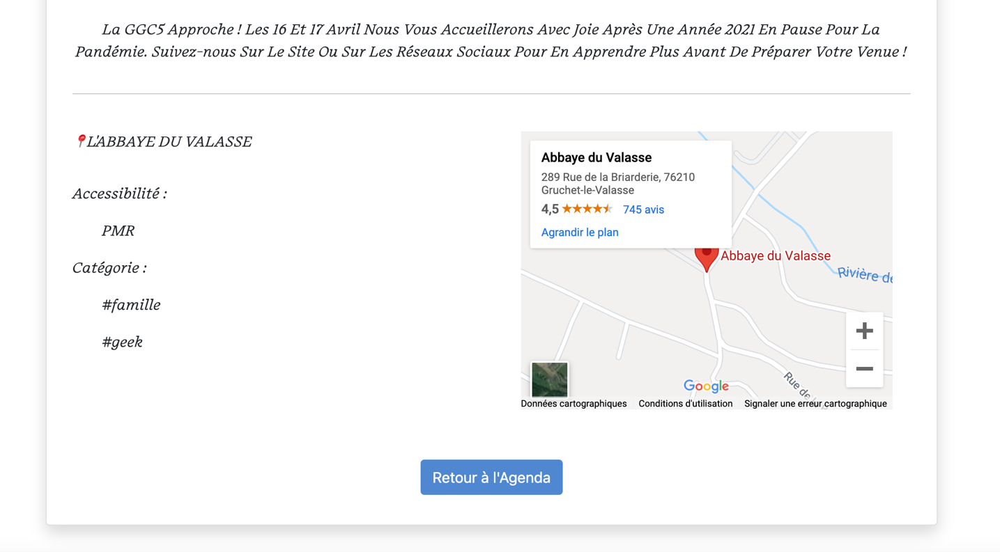 La GGC5 Approche ! Les 16 Et 17 Avril Nous Vous Accueillerons Avec Joie Après Une Année 2021 En Pause Pour La
Pandémie. Suivez-nous Sur Le Site Ou Sur Les Réseaux Sociaux Pour En Apprendre Plus Avant De Préparer Votre Venue !
L'ABBAYE DU VALASSE
Accessibilité :
PMR
Catégorie :
#famille
#geek
Abbaye du Valasse
289 Rue de la Briarderie, 76210
Gruchet-le-Valasse
4,5 745 avis
Agrandir le plan
Abbaye du Valasse
Rivière de
Rue de
Google
Données cartographiques Conditions d'utilisation Signaler une erreur cartographique
Retour à l'Agenda